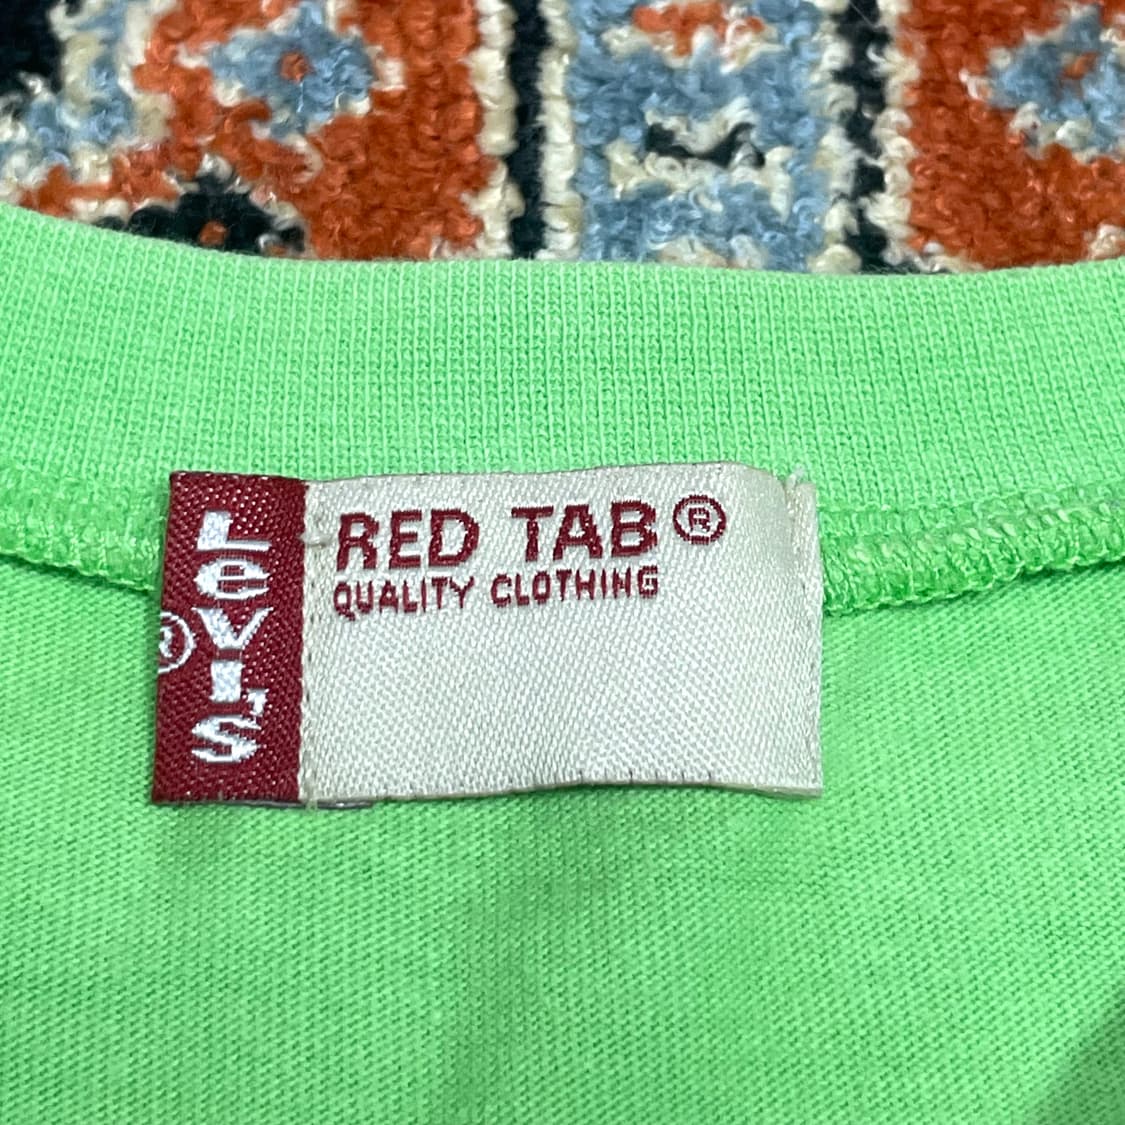 LeVI'S
®
RED TAB®
QUALITY CLOTHING